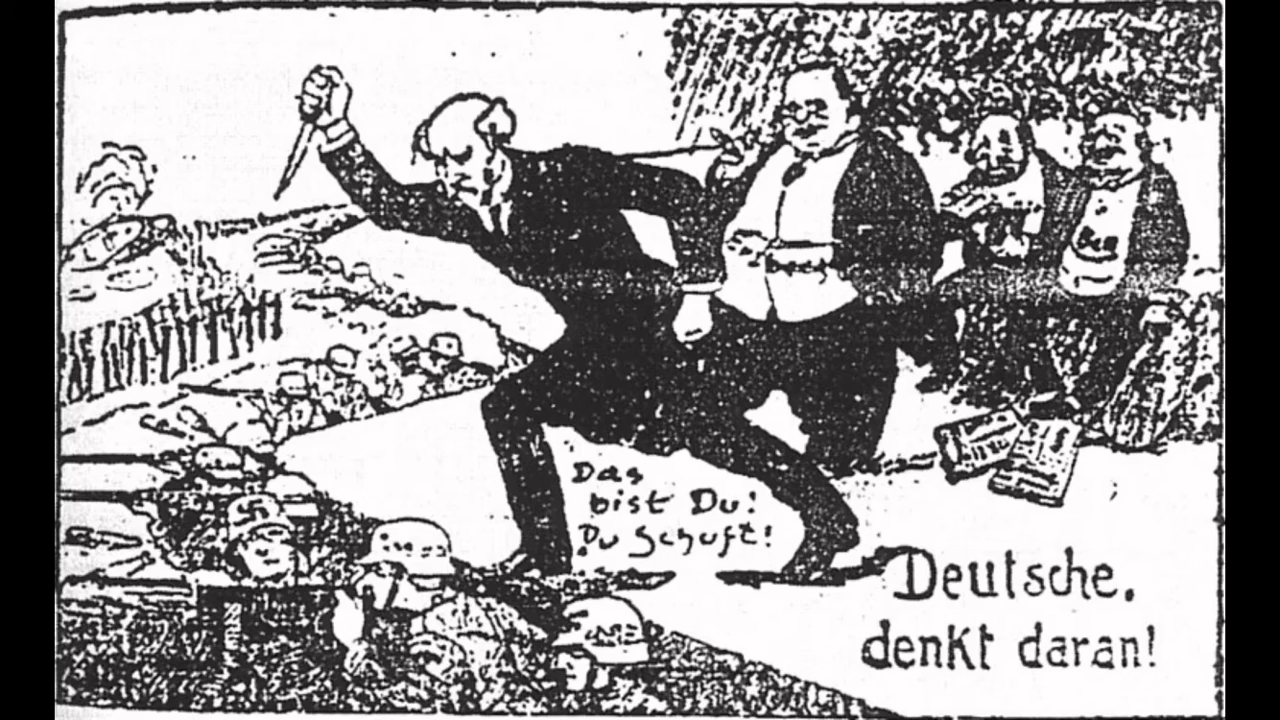 Das
bist Du!
Du Schuft!
Deutsche,
denkt daran!